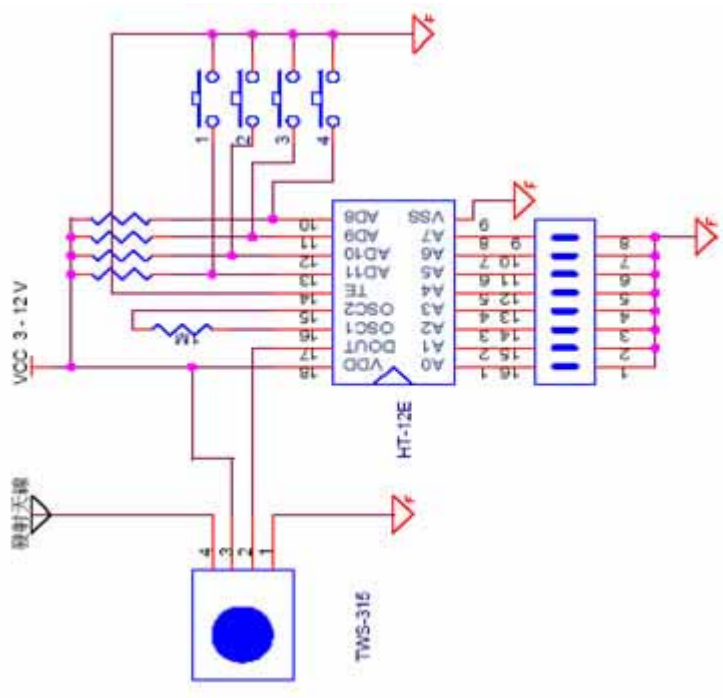 F
1
2
3
4
VCC 3 - 12V
F
10 AD8 VSS 9
11 AD9 A7 8 9 8
12 AD10 A6 7 10 7
13 AD11 A5 6 11 6
14 TE A4 5 12 5
15 OSC2 A3 4 13 4
16 OSC1 A2 3 14 3
17 DOUT A1 2 15 2
18 VDD A0 1 16 1
F
1M
HT-12E
發射天線
4
3
2
1
F
TWS-315